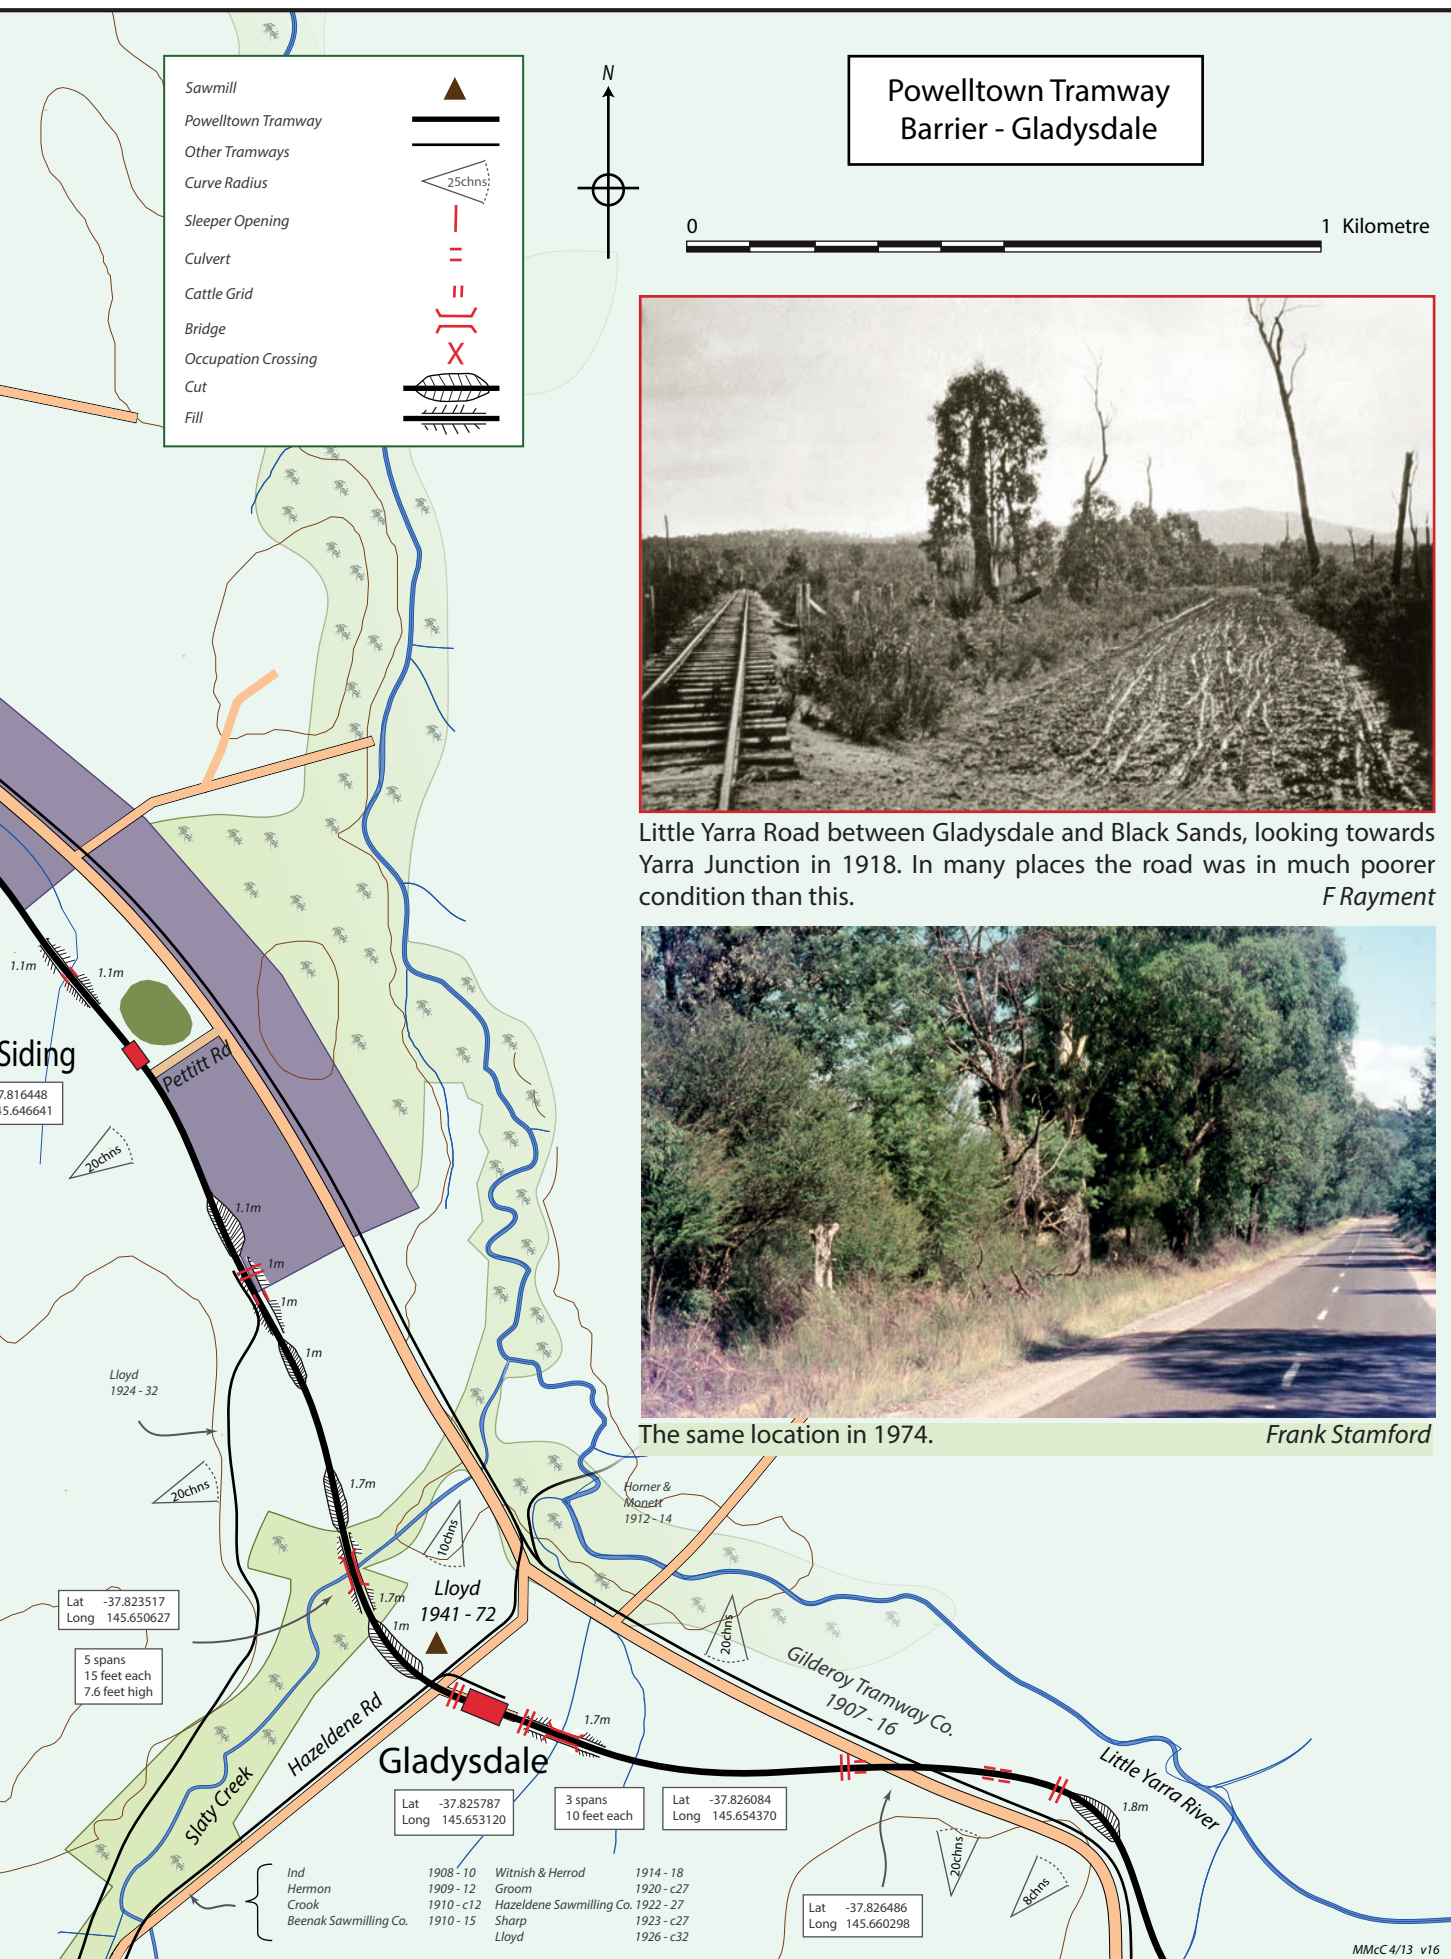 Sawmill
Powelltown Tramway
Other Tramways
Curve Radius
25chns
Sleeper Opening
Culvert
Cattle Grid
Bridge
Occupation Crossing
Cut
Fill
N
Powelltown Tramway
Barrier - Gladysdale
0
1 Kilometre
Little Yarra Road between Gladysdale and Black Sands, looking towards
Yarra Junction in 1918. In many places the road was in much poorer
condition than this. F Rayment
The same location in 1974. Frank Stamford
1.1m
1.1m
Siding
7.816448
45.646641
Pettitt Rd
20chns
1.1m
1m
1m
1m
Lloyd
1924 - 32
20chns
1.7m
10chns
Horner &
Monett
1912 - 14
Lat -37.823517
Long 145.650627
5 spans
15 feet each
7.6 feet high
1.7m
1m
Lloyd
1941 - 72
20chns
Gilderoy Tramway Co.
1907 - 16
Hazeldene Rd
Slaty Creek
1.7m
Gladysdale
Lat -37.825787
Long 145.653120
3 spans
10 feet each
Lat -37.826084
Long 145.654370
Little Yarra River
1.8m
20chns
8chns
Lat -37.826486
Long 145.660298
Ind 1908 - 10 Witnish & Herrod 1914 - 18
Hermon 1909 - 12 Groom 1920 - c27
Crook 1910 - c12 Hazeldene Sawmilling Co. 1922 - 27
Beenak Sawmilling Co. 1910 - 15 Sharp 1923 - c27
Lloyd 1926 - c32
MMcC 4/13 v16